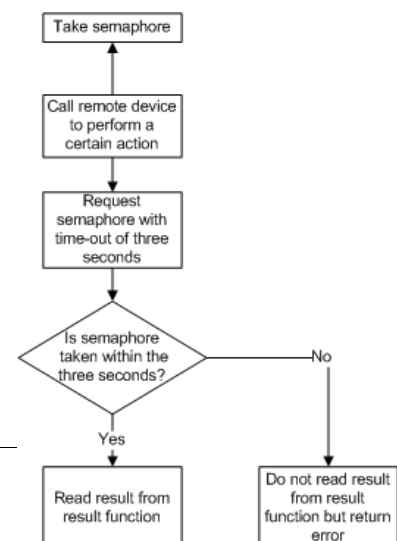 Take semaphore
Call remote device
to perform a
certain action
Request
semaphore with
time-out of three
seconds
Is semaphore
taken within the
three seconds?
No
Yes
Read result from
result function
Do not read result
from result
function but return
error